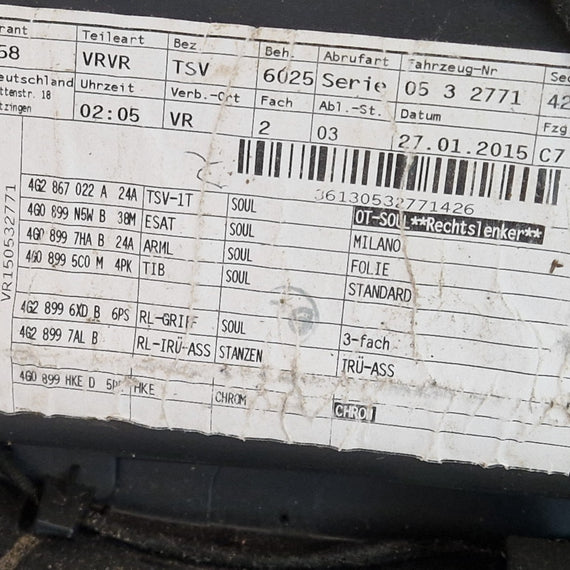 rant Teileart Bez. Beh. Abrufart Fahrzeug-Nr Seq
58 VRVR TSV 6025 Serie 05 3 2771 42
eutschland Uhrzeit Verb.-Ort Fach Abl.-St. Datum Fzg
ttenstr. 18
tzingen 02:05 VR 2 03 27.01.2015 C7
36130532771426
4G2 867 022 A 24A TSV-1T SOUL OT-SOUL **Rechtslenker**
4G0 899 N6W B 38M ESAT SOUL MILANO
4G0 899 7HA B 24A ARML SOUL FOLIE
4G0 899 5C0 M 4PK TIB SOUL STANDARD
4G2 899 6XD B 6PS RL-GRIFF SOUL 3-fach
4G2 899 7AL B RL-IRÜ-ASS STANZEN TRÜ-ASS
4G0 899 HKE D HKE CHROM CHROM
VR150532771